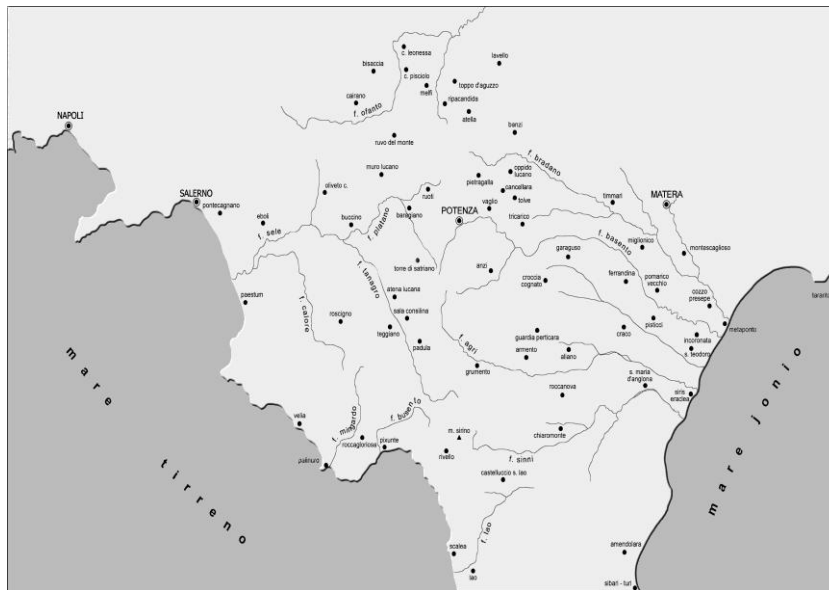 c. leonessa
lavello
bisaccia
c. pisciolo
toppo d'aguzzo
melfi
cairano
ripacandida
f. ofanto
atella
NAPOLI
banzi
ruvo del monte
f. bradano
muro lucano
oppido
lucano
pietragalla
oliveto c.
ruoti
cancellara
SALERNO
timmari
MATERA
tolve
pontecagnano
baragiano
vaglio
POTENZA
eboli
buccino
f. platano
tricarico
f. sele
f. basento
miglionico
garaguso
montescaglioso
torre di satriano
f. tanagro
anzi
croccia
cognato
ferrandina
pomarico
vecchio
taranto
atena lucana
cozzo
presepe
paestum
f. calore
roscigno
sala consilina
teggiano
guardia perticara
craco
pisticci
metaponto
incoronata
padula
f. agri
armento
aliano
s. teodoro
grumento
mare jonio
mare tirreno
s. maria
d'anglona
roccanova
siris
eraclea
f. busento
velia
f. mingardo
roccagloriosa
pixunte
m. sirino
chiaromonte
rivello
f. sinni
palinuro
castelluccio s. lao
f. lao
scalea
amendolara
lao
sibari - turi